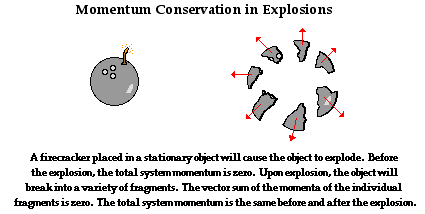 Momentum Conservation in Explosions
A firecracker placed in a stationary object will cause the object to explode. Before
the explosion, the total system momentum is zero. Upon explosion, the object will
break into a variety of fragments. The vector sum of the momenta of the individual
fragments is zero. The total system momentum is the same before and after the explosion.